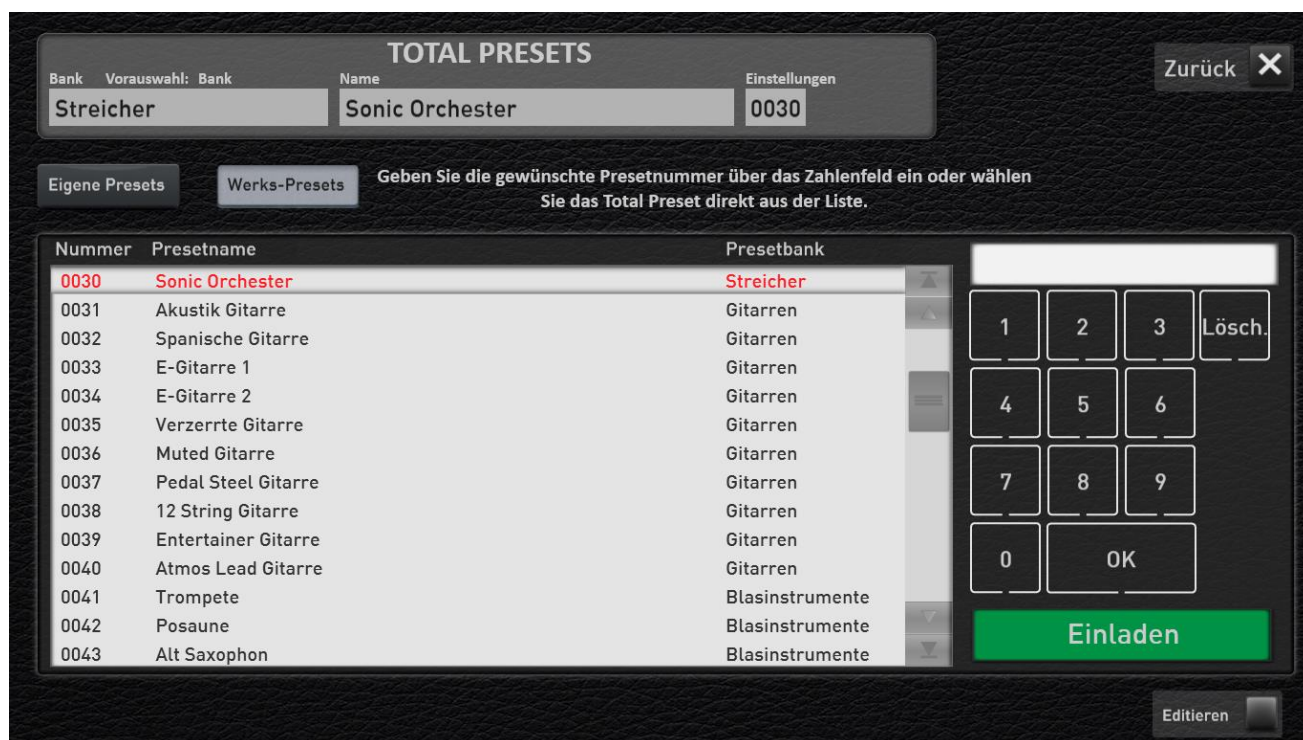 TOTAL PRESETS
Bank Vorauswahl: Bank Name Einstellungen
Streicher Sonic Orchester 0030
Zurück
Eigene Presets Werks-Presets
Geben Sie die gewünschte Presetnummer über das Zahlenfeld ein oder wählen
Sie das Total Preset direkt aus der Liste.
Nummer Presetname Presetbank
0030 Sonic Orchester Streicher
0031 Akustik Gitarre Gitarren
0032 Spanische Gitarre Gitarren
0033 E-Gitarre 1 Gitarren
0034 E-Gitarre 2 Gitarren
0035 Verzerrte Gitarre Gitarren
0036 Muted Gitarre Gitarren
0037 Pedal Steel Gitarre Gitarren
0038 12 String Gitarre Gitarren
0039 Entertainer Gitarre Gitarren
0040 Atmos Lead Gitarre Gitarren
0041 Trompete Blasinstrumente
0042 Posaune Blasinstrumente
0043 Alt Saxophon Blasinstrumente
1 2 3 Lösch.
4 5 6
7 8 9
0 OK
Einladen
Editieren